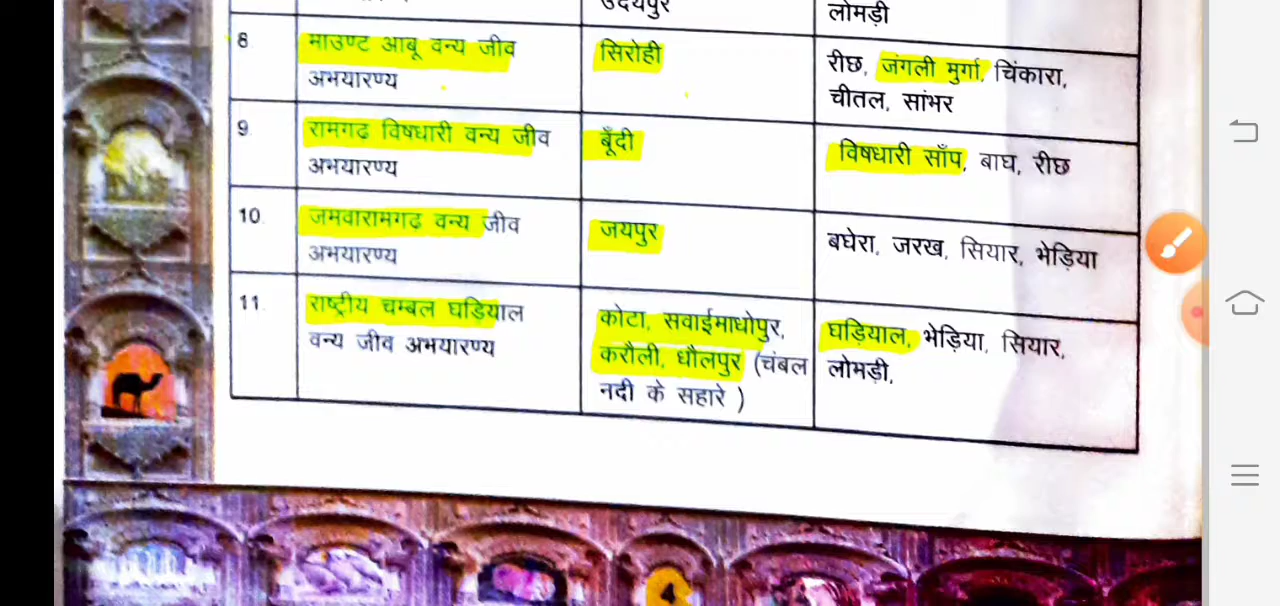 उदयपुर
लोमड़ी
8.
माउण्ट आबू वन्य जीव
अभयारण्य
सिरोही
रीछ, जंगली मुर्गा, चिंकारा,
चीतल, सांभर
9
रामगढ विषधारी वन्य जीव
अभयारण्य
बूँदी
विषधारी साँप, बाघ, रीछ
10.
जमवारामगढ़ वन्य जीव
अभयारण्य
जयपुर
बघेरा, जरख, सियार, भेड़िया
11.
राष्ट्रीय चम्बल घड़ियाल
वन्य जीव अभयारण्य
कोटा, सवाईमाधोपुर,
करौली, धौलपुर (चंबल
नदी के सहारे )
घड़ियाल, भेड़िया, सियार,
लोमड़ी,
4